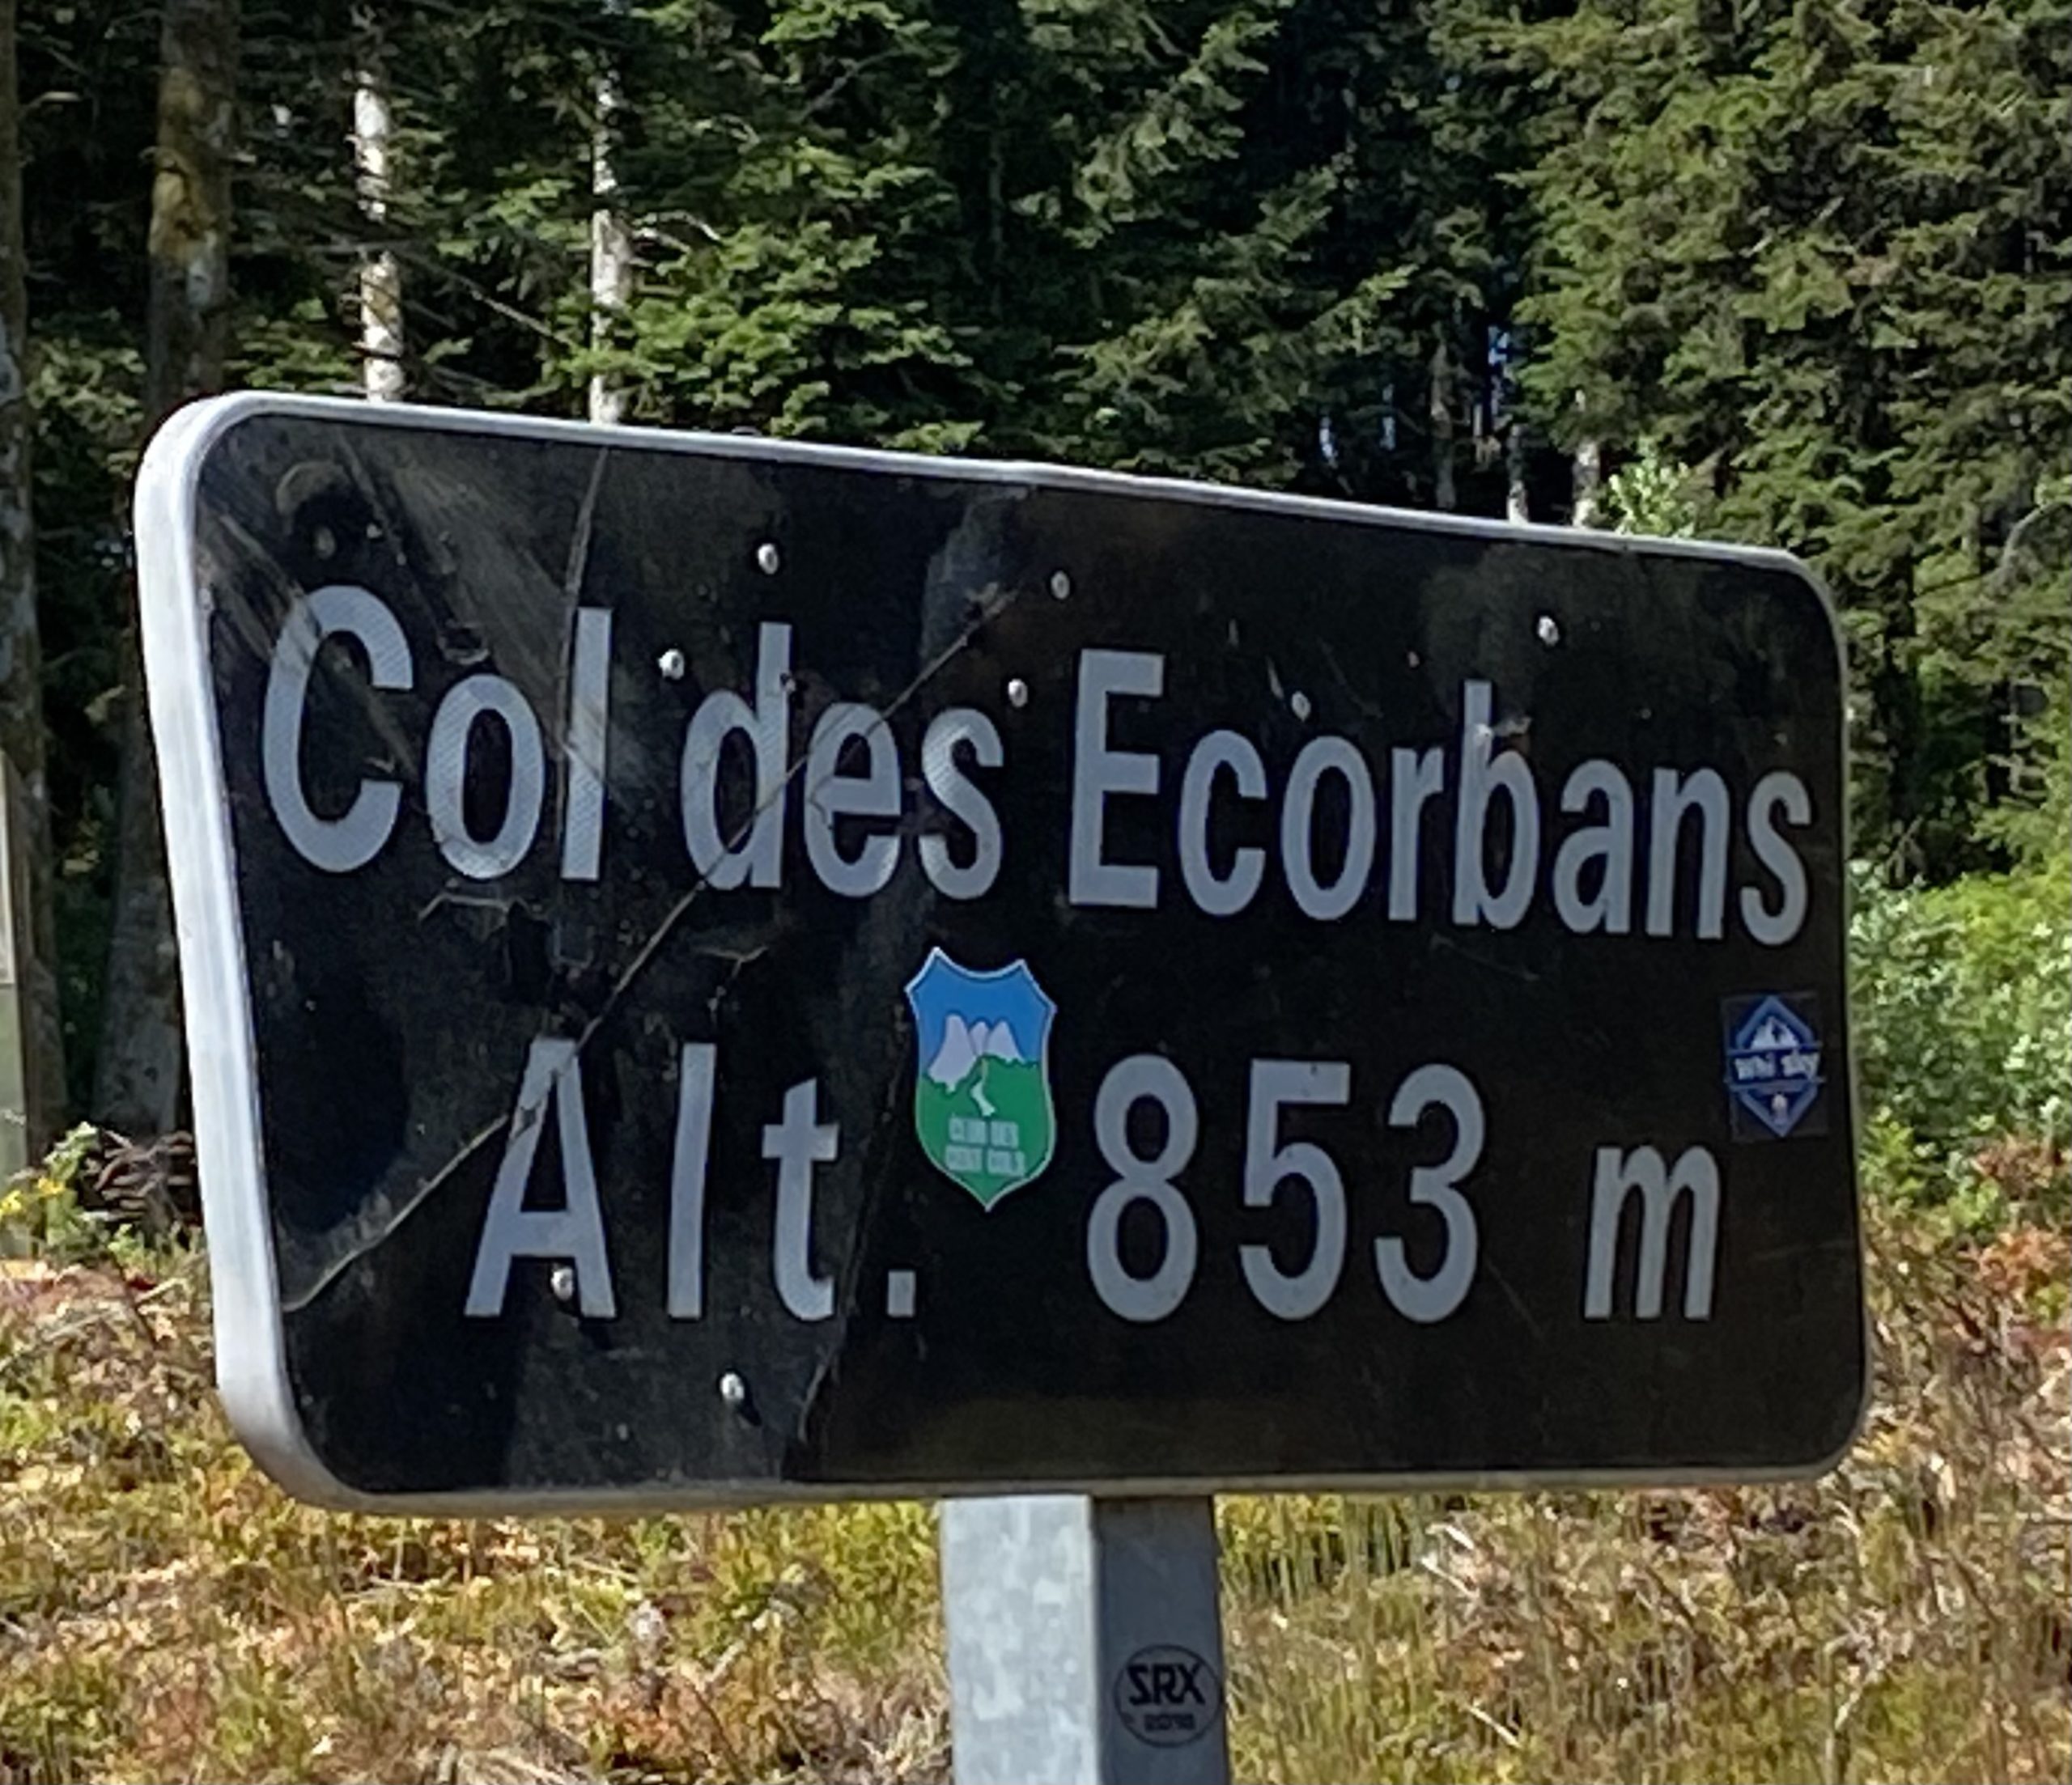 Col des Ecorbans
Alt. 853 m
CLUB DES
CENT COLS
SRX